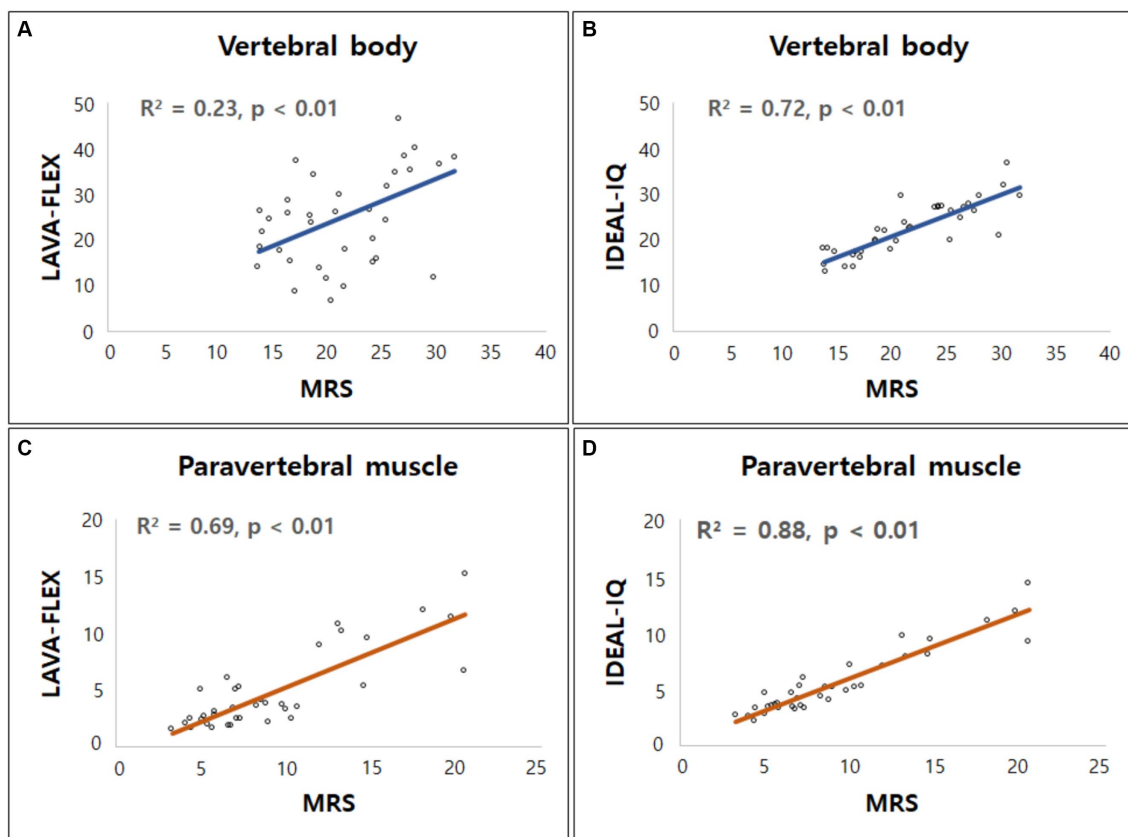 A
Vertebral body
R² = 0.23, p < 0.01
LAVA-FLEX
50
40
30
20
10
0
0 5 10 15 20 25 30 35 40
MRS
B
Vertebral body
R² = 0.72, p < 0.01
IDEAL-IQ
50
40
30
20
10
0
0 5 10 15 20 25 30 35 40
MRS
C
Paravertebral muscle
R² = 0.69, p < 0.01
LAVA-FLEX
20
15
10
5
0
0 5 10 15 20 25
MRS
D
Paravertebral muscle
R² = 0.88, p < 0.01
IDEAL-IQ
20
15
10
5
0
0 5 10 15 20 25
MRS